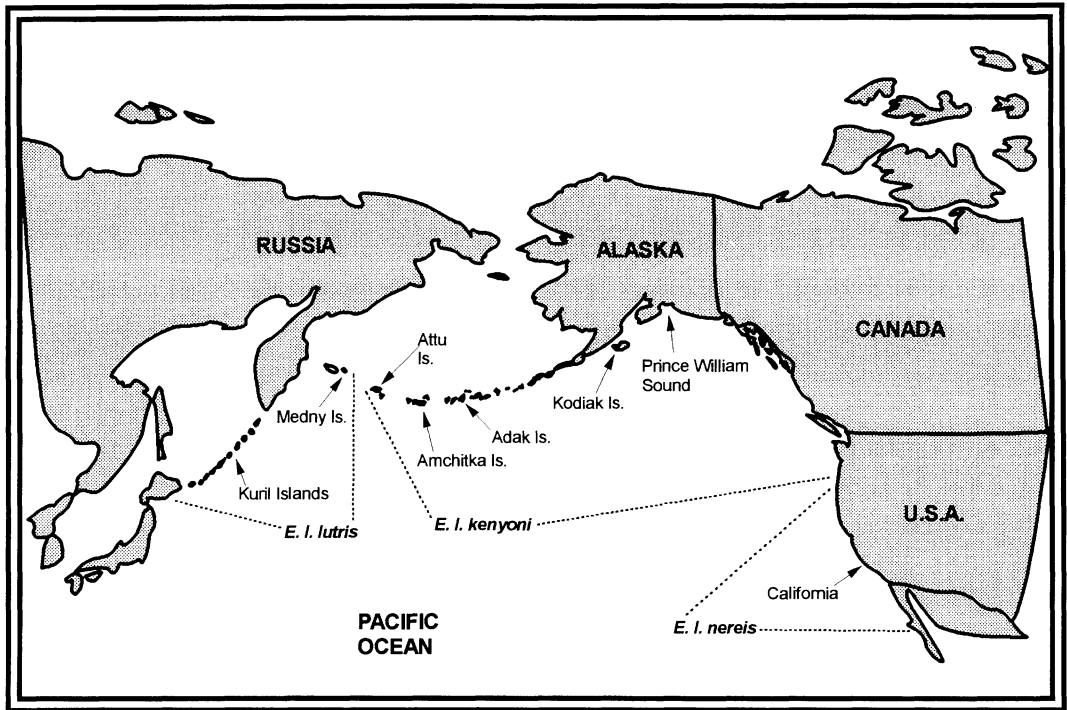 RUSSIA
ALASKA
CANADA
Attu
Is.
Prince William
Sound
Medny Is.
Kodiak Is.
Adak Is.
Amchitka Is.
Kuril Islands
E. l. lutris
E. l. kenyoni
U.S.A.
California
E. l. nereis
PACIFIC
OCEAN